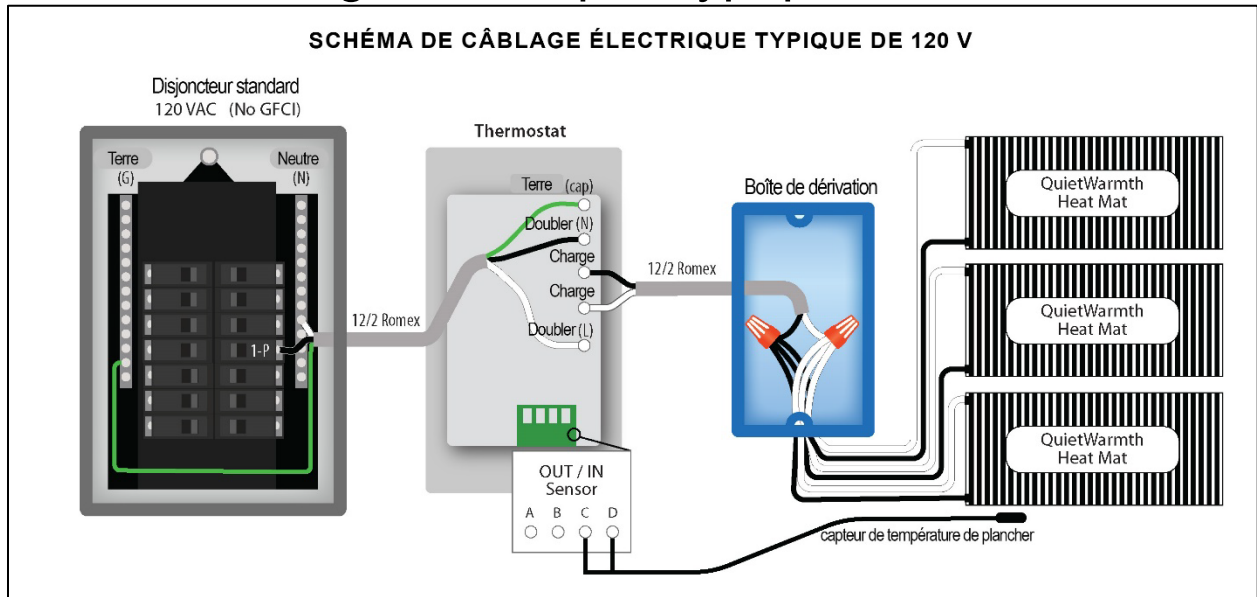 SCHÉMA DE CÂBLAGE ÉLECTRIQUE TYPIQUE DE 120 V
Disjoncteur standard
120 VAC (No GFCI)
Terre
(G)
Neutre
(N)
1-P
12/2 Romex
Thermostat
Terre (cap)
Doubler (N)
Charge
Charge
Doubler (L)
OUT / IN
Sensor
A B C D
12/2 Romex
Boîte de dérivation
QuietWarmth
Heat Mat
QuietWarmth
Heat Mat
QuietWarmth
Heat Mat
capteur de température de plancher